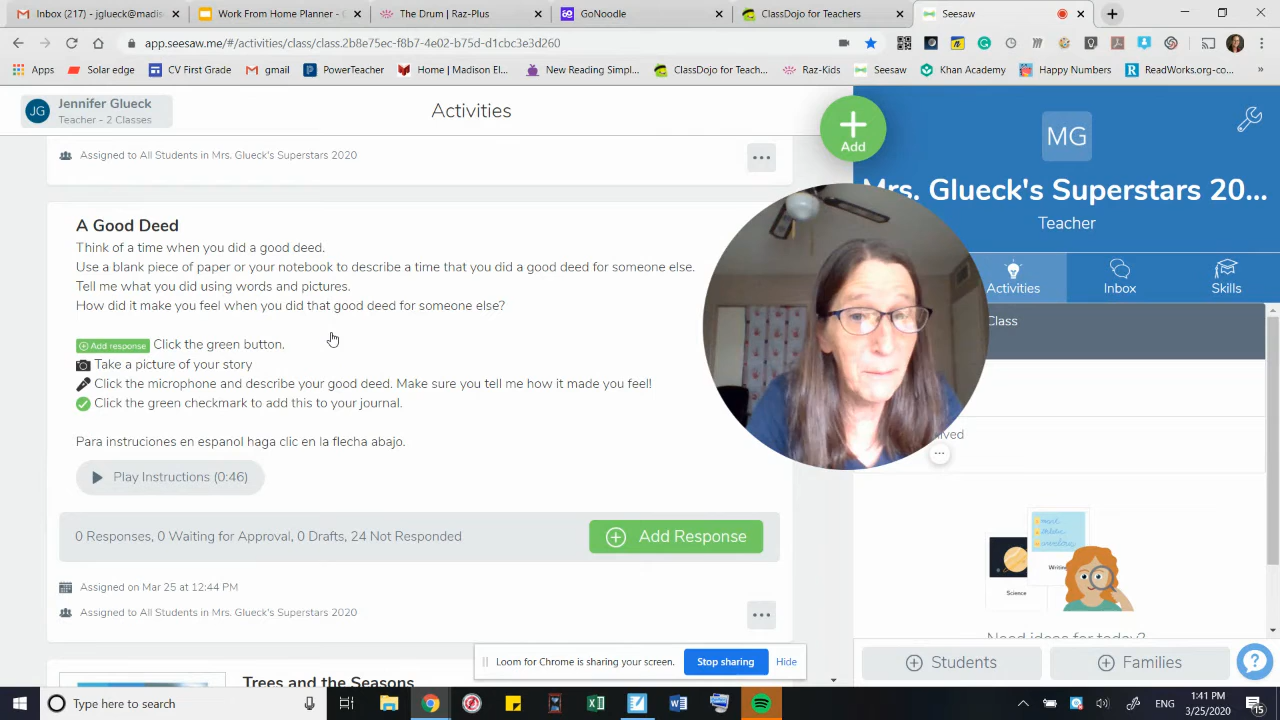 jglueck@madis
Work From Home Planner -
The Drum | Raz-Plus
GoNoodle
ClassDojo for Teachers
Seesaw
app.seesaw.me/#/activities/class/class.2b8e75ec-f8b7-4e02-b75d-d1cbc3e3d260
Apps
Solar edge
CV First Grade
gmail
PowerTeacher
Home | Madison El...
New Reading Simpl...
ClassDojo for Teach...
Raz-Kids
Seesaw
Khan Academy
Happy Numbers
ReadWorks.org-co...
JG
Jennifer Glueck
Teacher - 2 Classes
Activities
Add
MG
Mrs. Glueck's Superstars 20...
Teacher
Activities
Inbox
Skills
Class
Assigned to All Students in Mrs. Glueck's Superstars 2020
A Good Deed
Think of a time when you did a good deed.
Use a blank piece of paper or your notebook to describe a time that you did a good deed for someone else.
Tell me what you did using words and pictures.
How did it make you feel when you did that good deed for someone else?
Add response Click the green button.
Take a picture of your story
Click the microphone and describe your good deed. Make sure you tell me how it made you feel!
Click the green checkmark to add this to your journal.
Para instruciones en espanol haga clic en la flecha abajo.
Play Instructions (0:46)
0 Responses, 0 Waiting for Approval, 0 Draft, 24 Not Responded
Add Response
Assigned on Mar 25 at 12:44 PM
Assigned to All Students in Mrs. Glueck's Superstars 2020
Trees and the Seasons
Science
Need ideas for today?
Loom for Chrome is sharing your screen.
Stop sharing
Hide
Students
Families
Type here to search
ENG
1:41 PM
3/25/2020
15